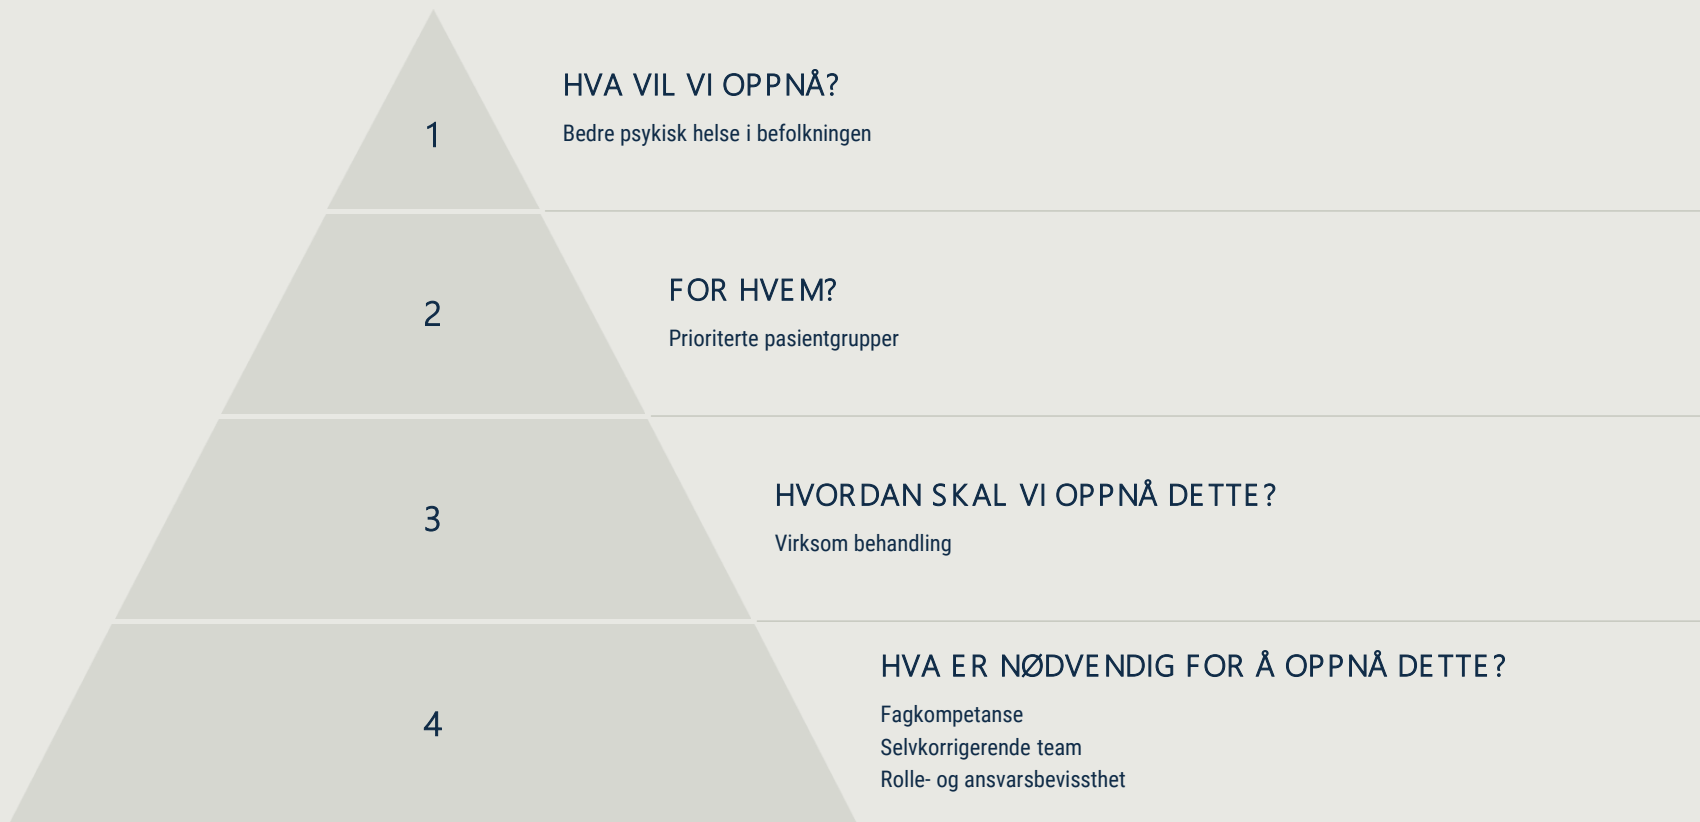 1
HVA VIL VI OPPNÅ?
Bedre psykisk helse i befolkningen
2
FOR HVEM?
Prioriterte pasientgrupper
3
HVORDAN SKAL VI OPPNÅ DETTE?
Virksom behandling
4
HVA ER NØDVENDIG FOR Å OPPNÅ DETTE?
Fagkompetanse
Selvkorrigerende team
Rolle- og ansvarsbevissthet